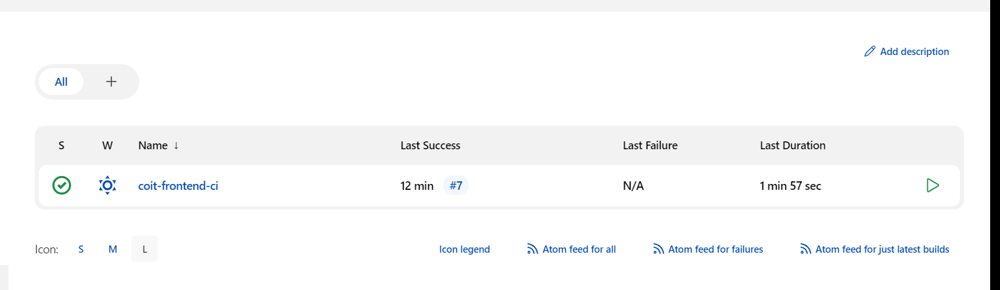 Add description
All +
S W Name ↓ Last Success Last Failure Last Duration
coit-frontend-ci 12 min #7 N/A 1 min 57 sec
Icon: S M L Icon legend Atom feed for all Atom feed for failures Atom feed for just latest builds